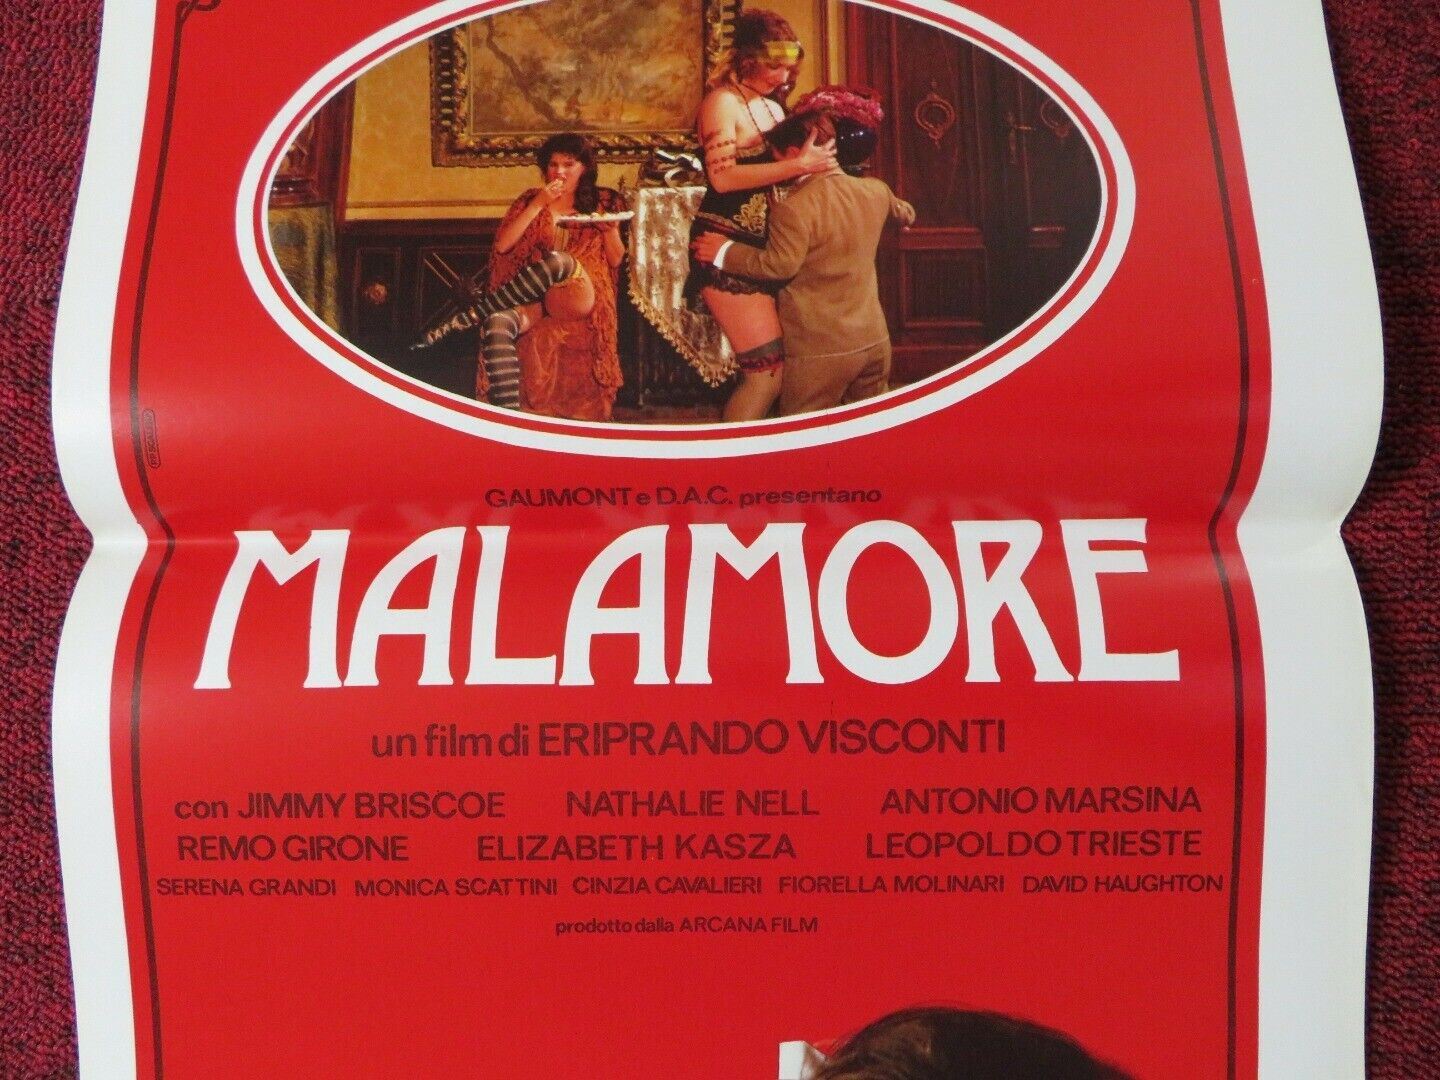 GAUMONT e D.A.C. presentano
MALAMORE
un film di ERIPRANDO VISCONTI
con JIMMY BRISCOE NATHALIE NELL ANTONIO MARSINA
REMO GIRONE ELIZABETH KASZA LEOPOLDO TRIESTE
SERENA GRANDI MONICA SCATTINI CINZIA CAVALIERI FIORELLA MOLINARI DAVID HAUGHTON
prodotto dalla ARCANA FILM